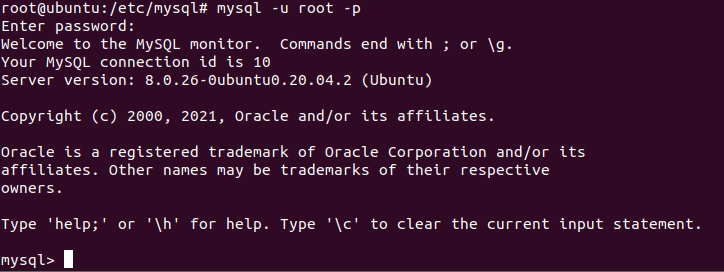 root@ubuntu:/etc/mysql# mysql -u root -p
Enter password:
Welcome to the MySQL monitor.  Commands end with ; or \g.
Your MySQL connection id is 10
Server version: 8.0.26-0ubuntu0.20.04.2 (Ubuntu)

Copyright (c) 2000, 2021, Oracle and/or its affiliates.

Oracle is a registered trademark of Oracle Corporation and/or its
affiliates. Other names may be trademarks of their respective
owners.

Type 'help;' or '\h' for help. Type '\c' to clear the current input statement.

mysql>